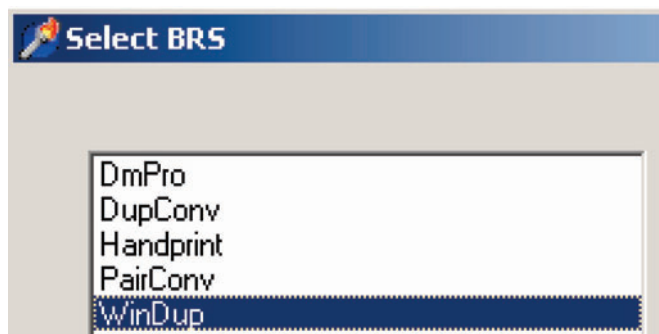 Select BRS
DmPro
DupConv
Handprint
PairConv
WinDup